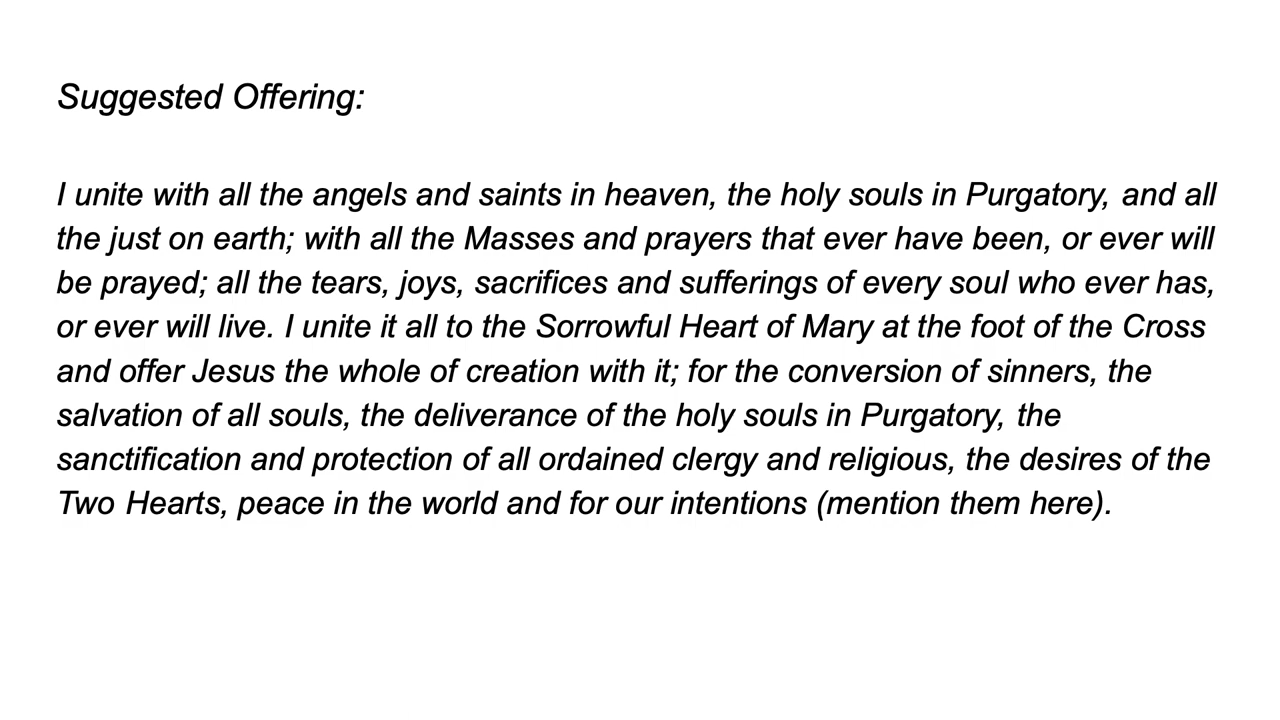 Suggested Offering:
I unite with all the angels and saints in heaven, the holy souls in Purgatory, and all
the just on earth; with all the Masses and prayers that ever have been, or ever will
be prayed; all the tears, joys, sacrifices and sufferings of every soul who ever has,
or ever will live. I unite it all to the Sorrowful Heart of Mary at the foot of the Cross
and offer Jesus the whole of creation with it; for the conversion of sinners, the
salvation of all souls, the deliverance of the holy souls in Purgatory, the
sanctification and protection of all ordained clergy and religious, the desires of the
Two Hearts, peace in the world and for our intentions (mention them here).